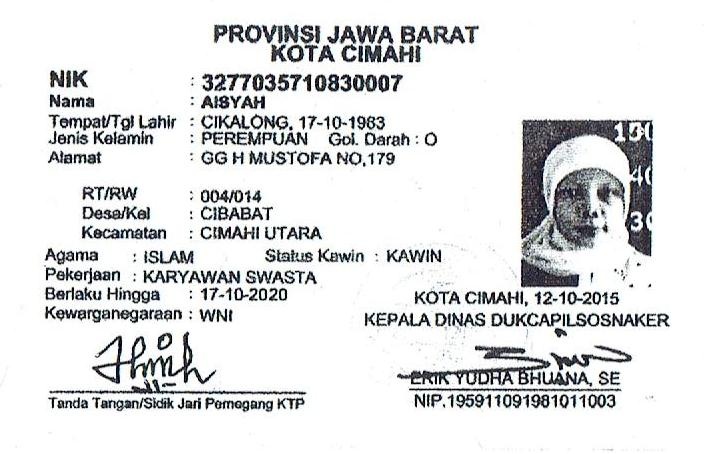 PROVINSI JAWA BARAT
KOTA CIMAHI
NIK : 3277035710830007
Nama : AISYAH
Tempat/Tgl Lahir : CIKALONG, 17-10-1983
Jenis Kelamin : PEREMPUAN Gol. Darah : O
Alamat : GG H MUSTOFA NO,179
RT/RW : 004/014
Desa/Kel : CIBABAT
Kecamatan : CIMAHI UTARA
Agama : ISLAM Status Kawin : KAWIN
Pekerjaan : KARYAWAN SWASTA
Berlaku Hingga : 17-10-2020
Kewarganegaraan : WNI
150
40
30
KOTA CIMAHI, 12-10-2015
KEPALA DINAS DUKCAPILSOSNAKER
ERIK YUDHA BHUANA, SE
NIP.195911091981011003
Tanda Tangan/Sidik Jari Pemegang KTP